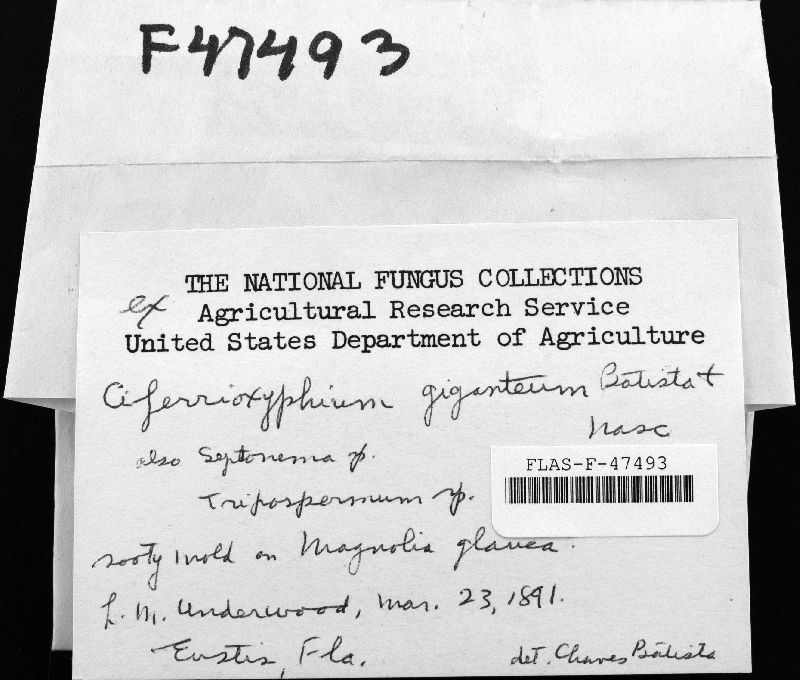 F47493
THE NATIONAL FUNGUS COLLECTIONS
ex Agricultural Research Service
United States Department of Agriculture
Ciferrioxyphium giganteum Batista +
Nasc
also Septonema sp.
FLAS-F-47493
Tripospermum sp.
sooty mold on Magnolia glauca.
L. M. Underwood, Mar. 23, 1891.
Eustis, Fla.
det. Chaves Batista